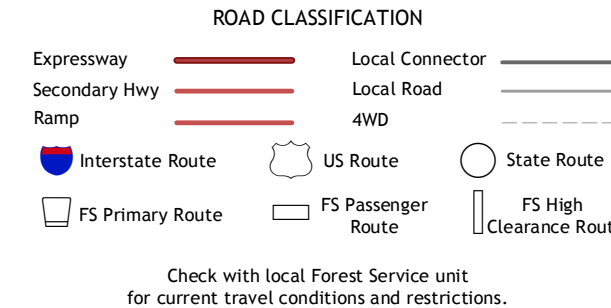 ROAD CLASSIFICATION
Expressway
Local Connector
Secondary Hwy
Local Road
Ramp
4WD
Interstate Route
US Route
State Route
FS Primary Route
FS Passenger
Route
FS High
Clearance Rout
Check with local Forest Service unit
for current travel conditions and restrictions.